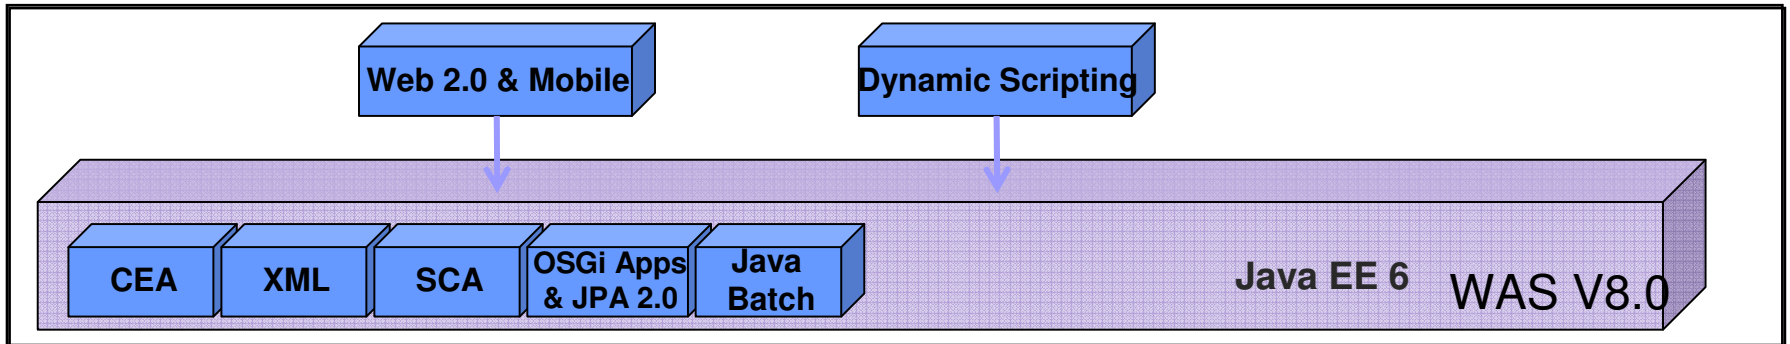 Web 2.0 & Mobile
Dynamic Scripting
CEA
XML
SCA
OSGi Apps
& JPA 2.0
Java
Batch
Java EE 6
WAS V8.0